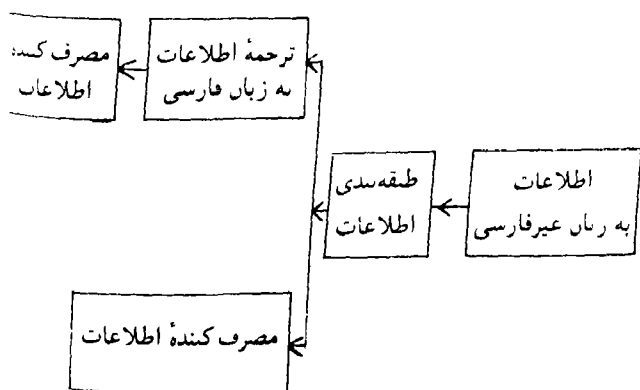 ترجمهٔ اطلاعات
به زبان فارسی
مصرف کننده
اطلاعات
اطلاعات
به زبان غیرفارسی
طبقه‌بندی
اطلاعات
مصرف کنندهٔ اطلاعات